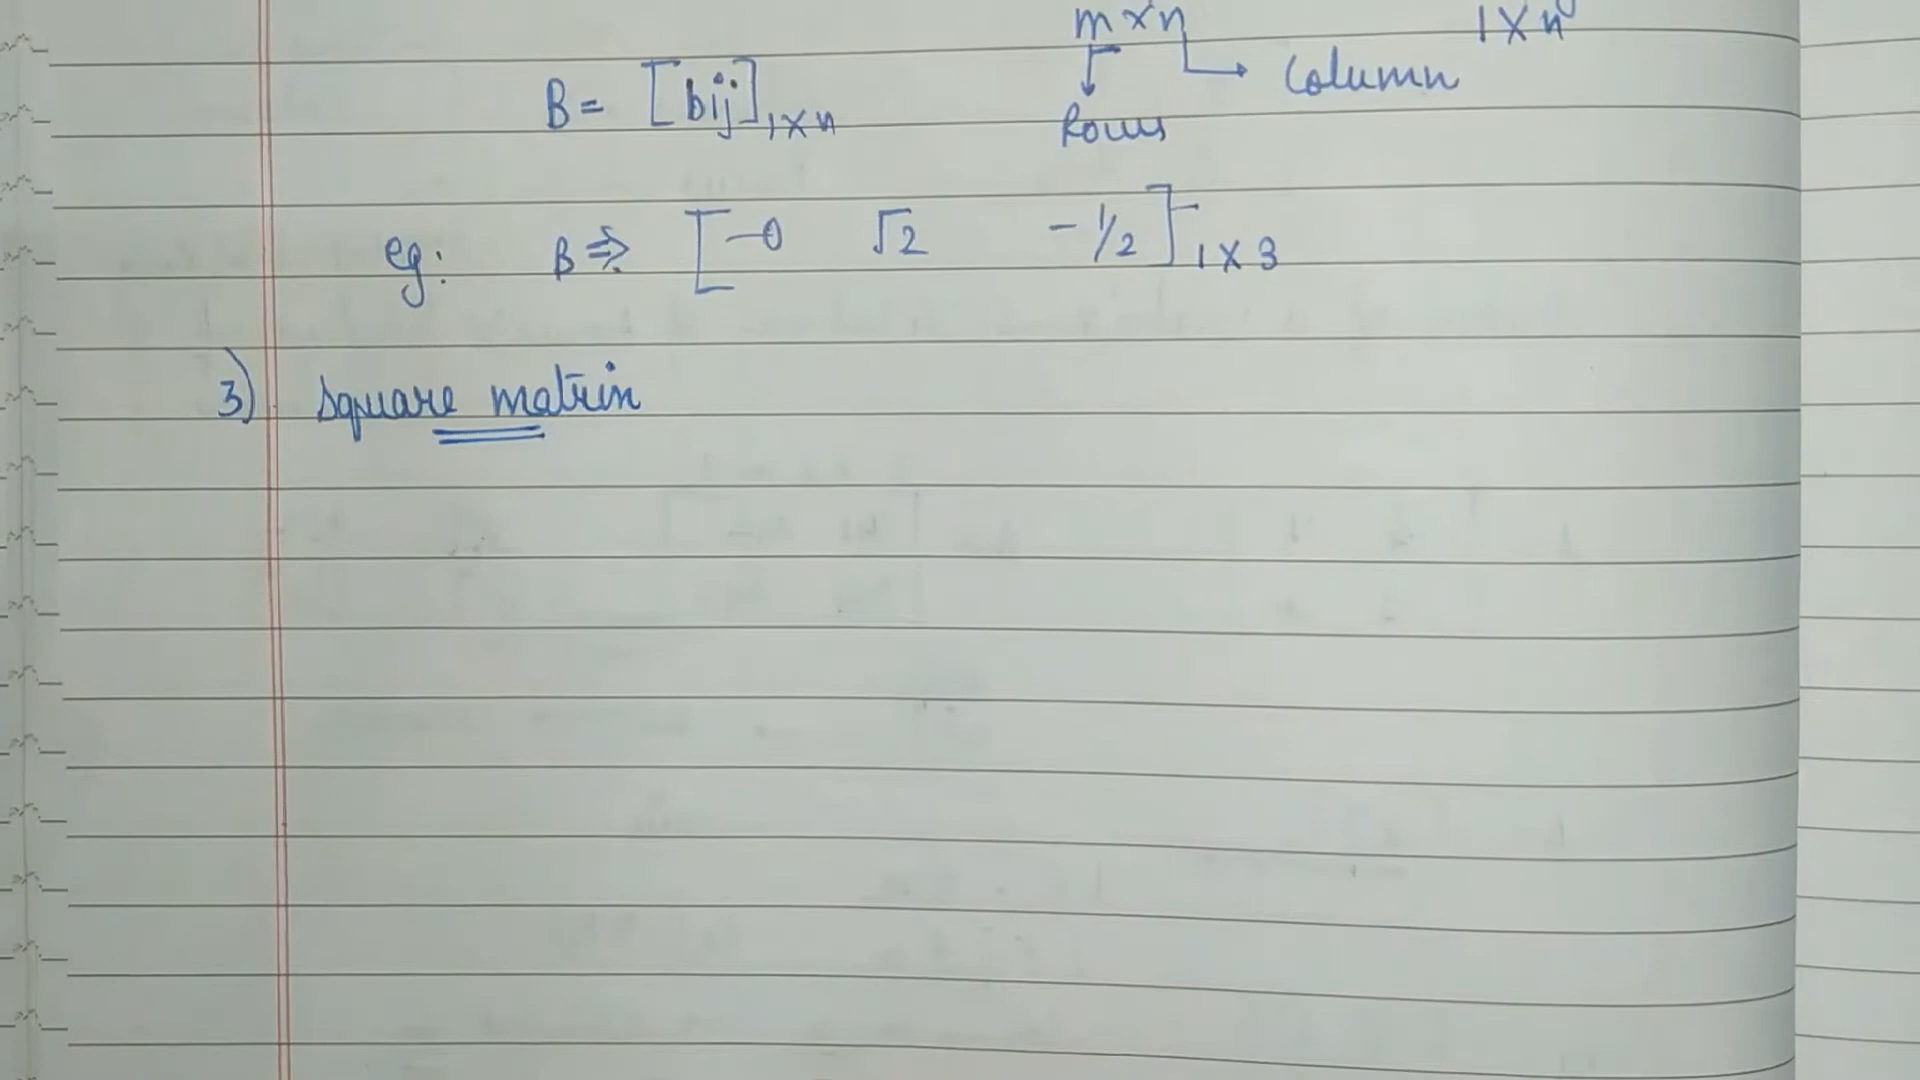 m×n 1×n
B = [bij]1×n Rows Column
eg: B ⇒ [-0 √2 -1/2]1×3
3) Square matrix